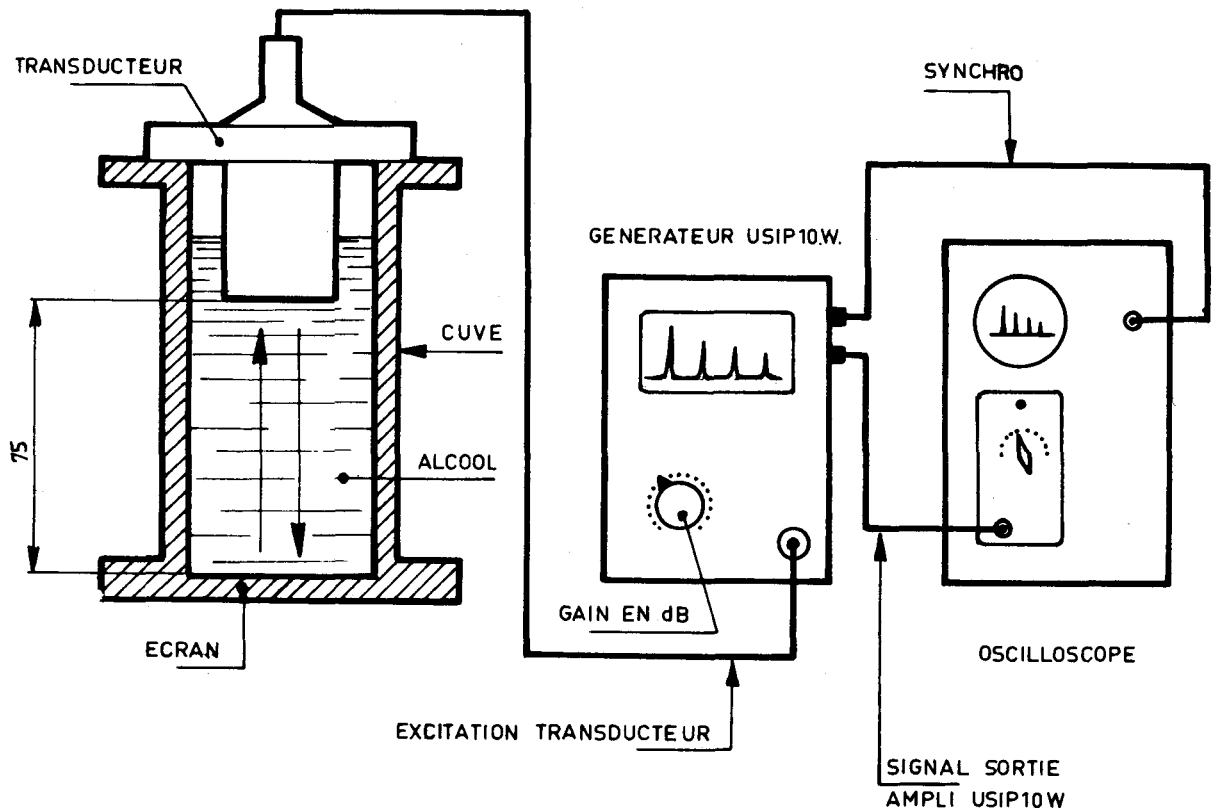 TRANSDUCTEUR
SYNCHRO
GENERATEUR USIP10.W.
CUVE
75
ALCOOL
GAIN EN dB
ECRAN
OSCILLOSCOPE
EXCITATION TRANSDUCTEUR
SIGNAL SORTIE
AMPLI USIP10W